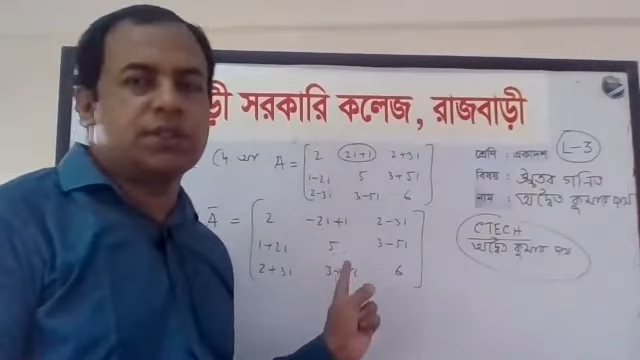 ড়ী সরকারি কলেজ, রাজবাড়ী
A = [ 2 2i+1 2+3i
1-2i 5 3+5i
2-3i 3-5i 6 ]
Ā = [ 2 -2i+1 2-3i
1+2i 5 3-5i
2+3i 6 ]
শ্রেণি : একাদশ L-3
বিষয় : উচ্চতর গণিত
নাম : অদ্বৈত কুমার
CTECH
অদ্বৈত কুমার